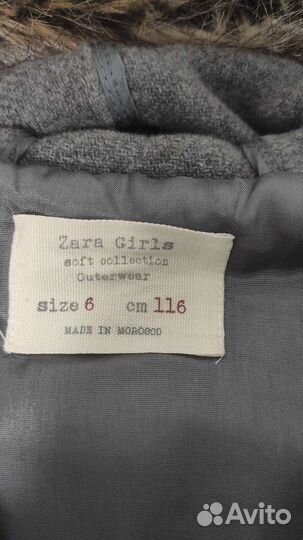 Zara Girls
soft collection
Outerwear
size 6 cm 116
MADE IN MOROCCO
Avito